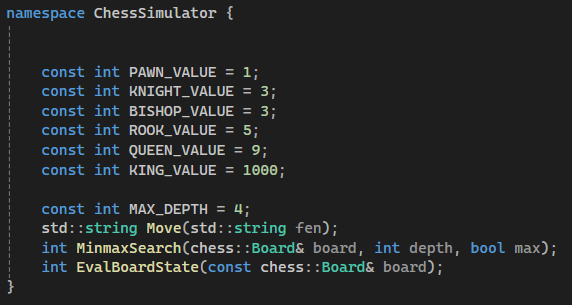 namespace ChessSimulator {
const int PAWN_VALUE = 1;
const int KNIGHT_VALUE = 3;
const int BISHOP_VALUE = 3;
const int ROOK_VALUE = 5;
const int QUEEN_VALUE = 9;
const int KING_VALUE = 1000;
const int MAX_DEPTH = 4;
std::string Move(std::string fen);
int MinmaxSearch(chess::Board& board, int depth, bool max);
int EvalBoardState(const chess::Board& board);
}